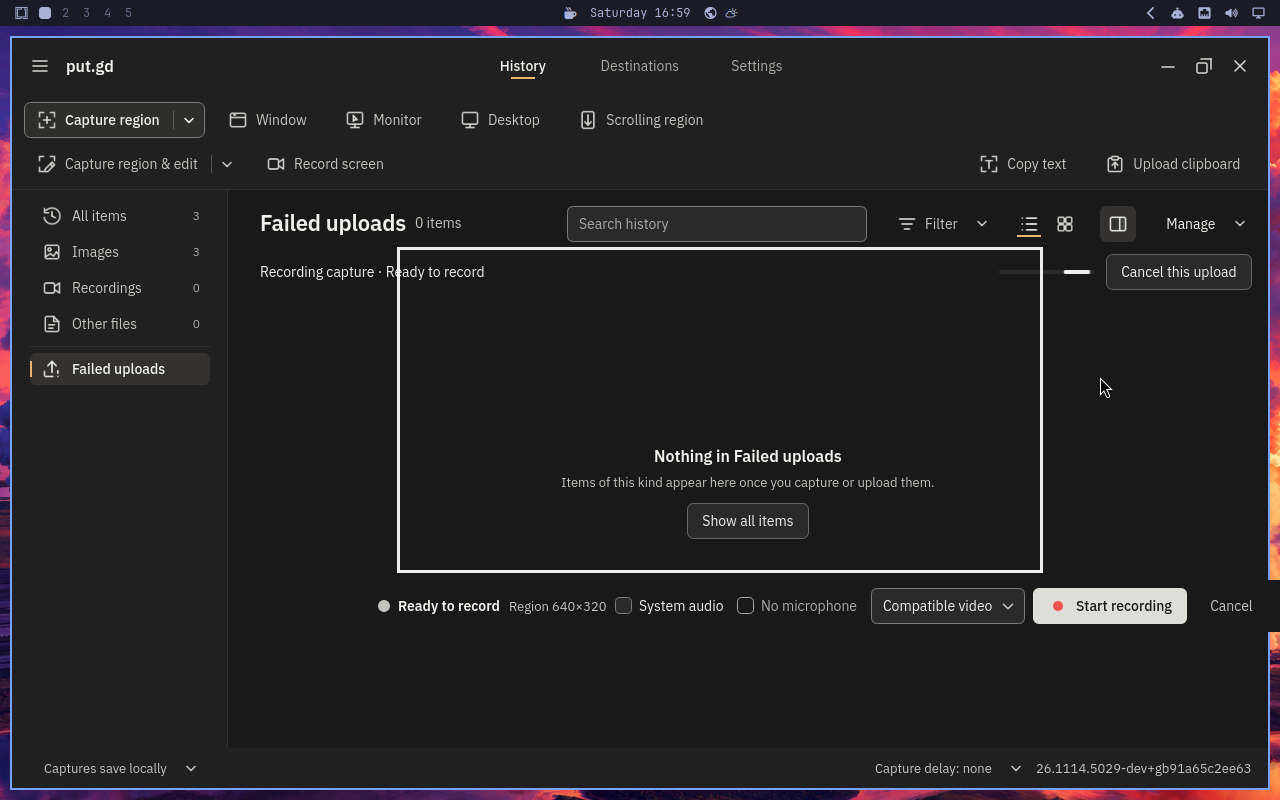 2 3 4 5
Saturday 16:59
put.gd
History
Destinations
Settings
Capture region
Window
Monitor
Desktop
Scrolling region
Capture region & edit
Record screen
Copy text
Upload clipboard
All items 3
Images 3
Recordings 0
Other files 0
Failed uploads
Failed uploads 0 items
Search history
Filter
Manage
Recording capture · Ready to record
Cancel this upload
Nothing in Failed uploads
Items of this kind appear here once you capture or upload them.
Show all items
Ready to record Region 640×320 System audio No microphone Compatible video Start recording Cancel
Captures save locally
Capture delay: none
26.1114.5029-dev+gb91a65c2ee63